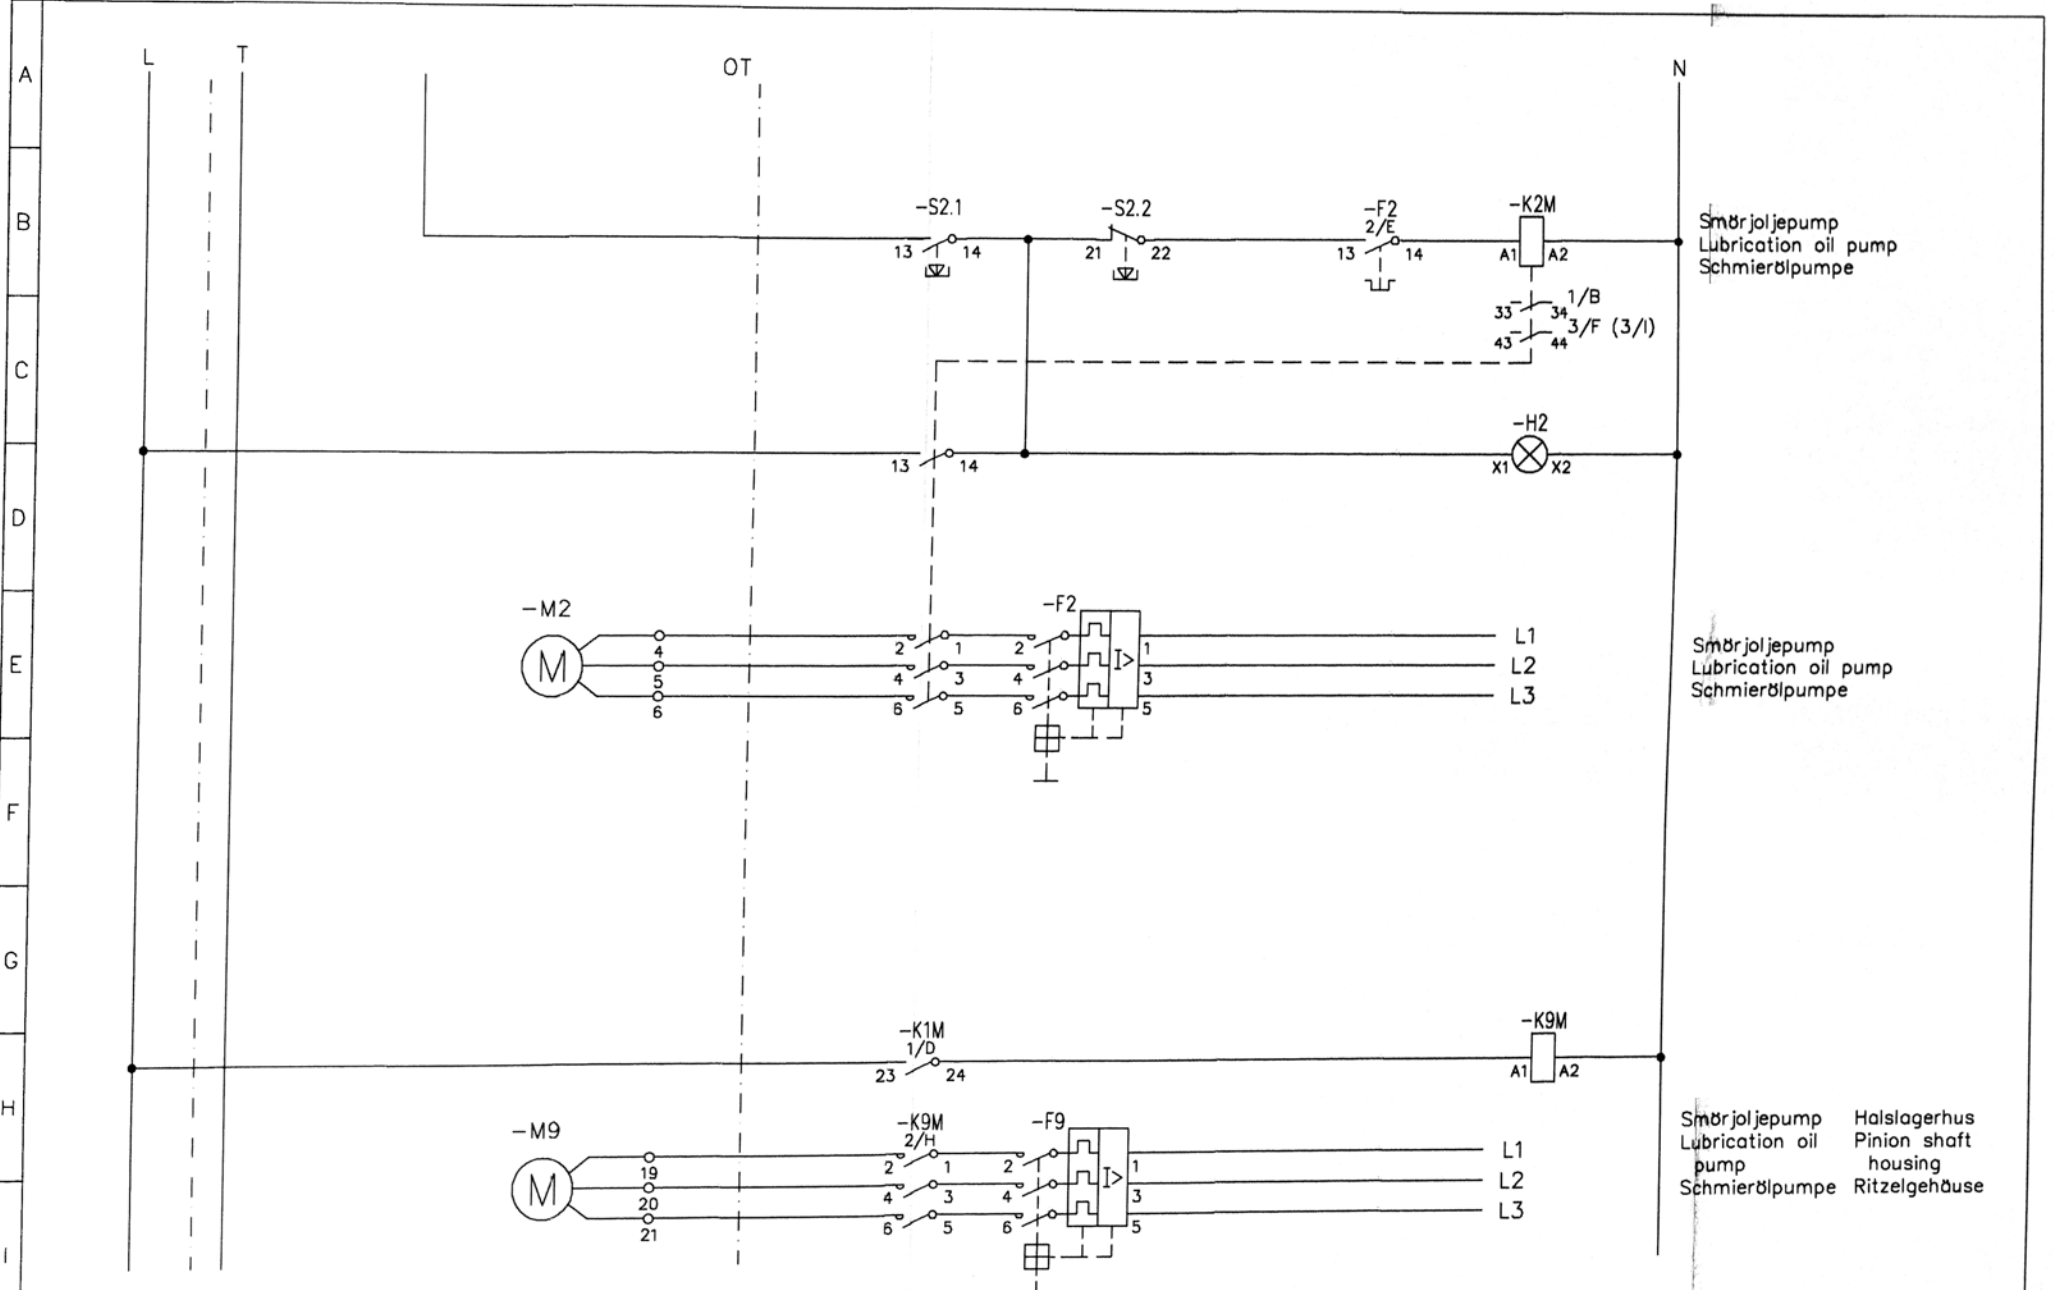 L
T
OT
N
A
B
-S2.1
-S2.2
-F2
2/E
-K2M
13
14
21
22
13
14
A1
A2
Smörjoljepump
Lubrication oil pump
Schmierölpumpe
33
34
1/B
43
44
3/F (3/I)
C
-H2
13
14
X1
X2
D
-M2
-F2
M
4
5
6
2
1
4
3
6
5
2
4
6
I>
1
3
5
L1
L2
L3
Smörjoljepump
Lubrication oil pump
Schmierölpumpe
E
F
G
-K1M
1/D
23
24
-K9M
A1
A2
H
-M9
-K9M
2/H
-F9
M
19
20
21
2
1
4
3
6
5
2
4
6
I>
1
3
5
L1
L2
L3
Smörjoljepump Halslagerhus
Lubrication oil Pinion shaft
pump housing
Schmierölpumpe Ritzelgehäuse
I